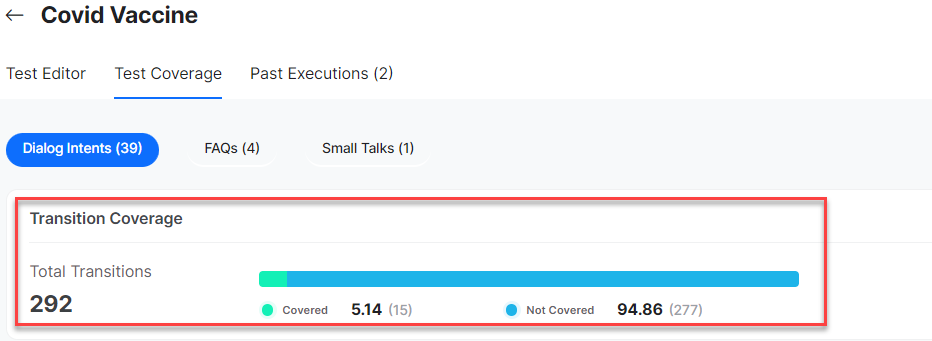 Covid Vaccine
Test Editor Test Coverage Past Executions (2)
Dialog Intents (39) FAQs (4) Small Talks (1)
Transition Coverage
Total Transitions
292
Covered 5.14 (15) Not Covered 94.86 (277)